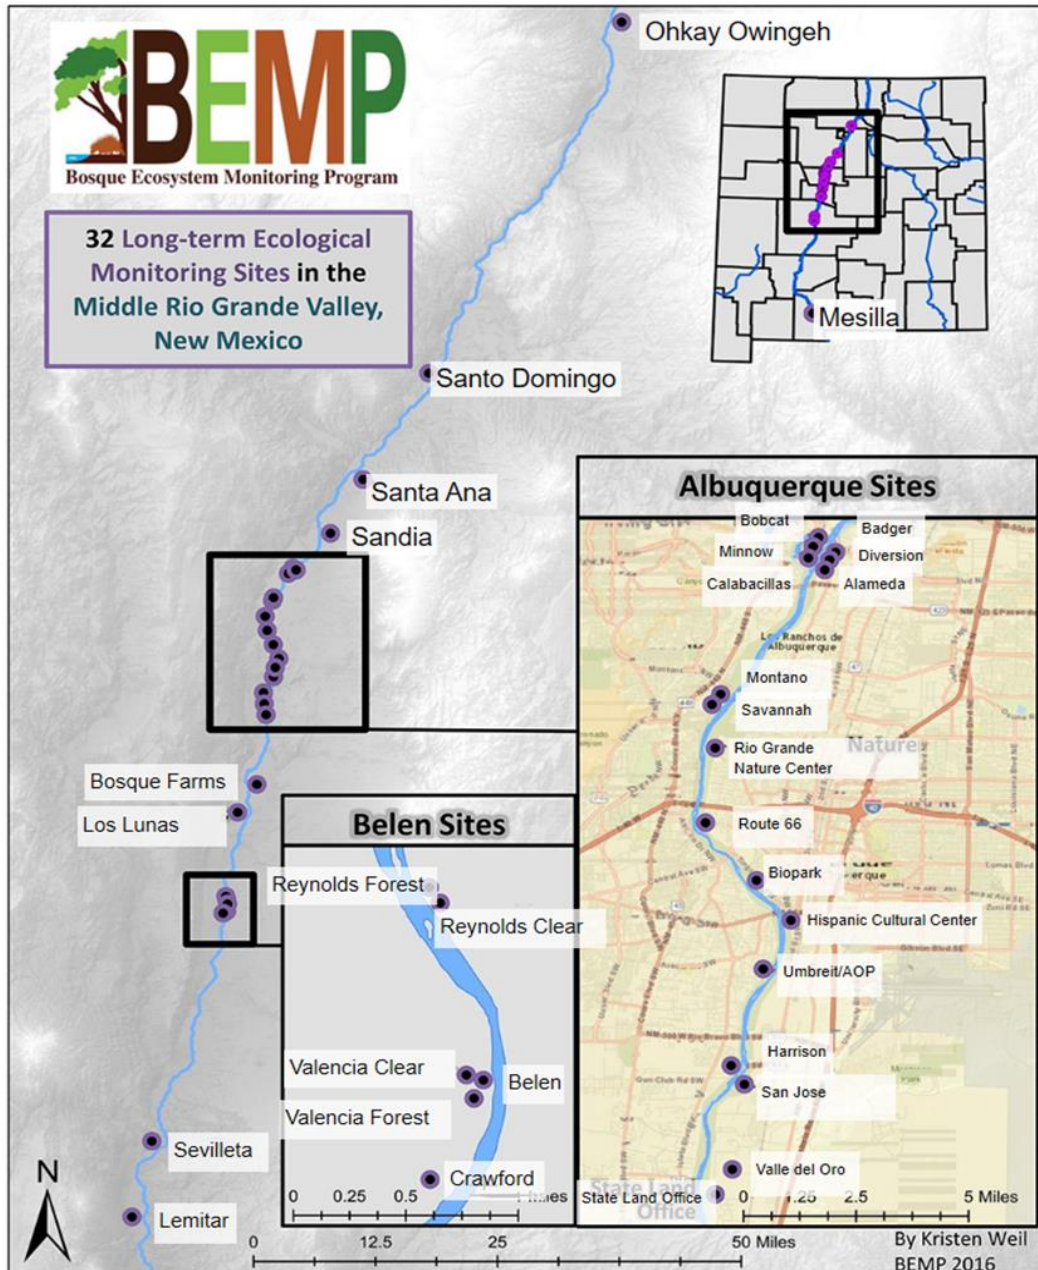 BEMP
Bosque Ecosystem Monitoring Program
32 Long-term Ecological
Monitoring Sites in the
Middle Rio Grande Valley,
New Mexico
Ohkay Owingeh
Mesilla
Santo Domingo
Santa Ana
Sandia
Bosque Farms
Los Lunas
Sevilleta
Lemitar
N
0 12.5 25 50 Miles
Belen Sites
Reynolds Forest
Reynolds Clear
Valencia Clear
Belen
Valencia Forest
Crawford
0 0.25 0.5
Albuquerque Sites
Bobcat
Badger
Minnow
Diversion
Calabacillas
Alameda
Los Ranchos de
Albuquerque
Montano
Savannah
Rio Grande
Nature Center
Nature
Route 66
Biopark
Hispanic Cultural Center
Umbreit/AOP
Harrison
San Jose
Valle del Oro
State Land Office
State Land
Office
0 1.25 2.5 5 Miles
By Kristen Weil
BEMP 2016